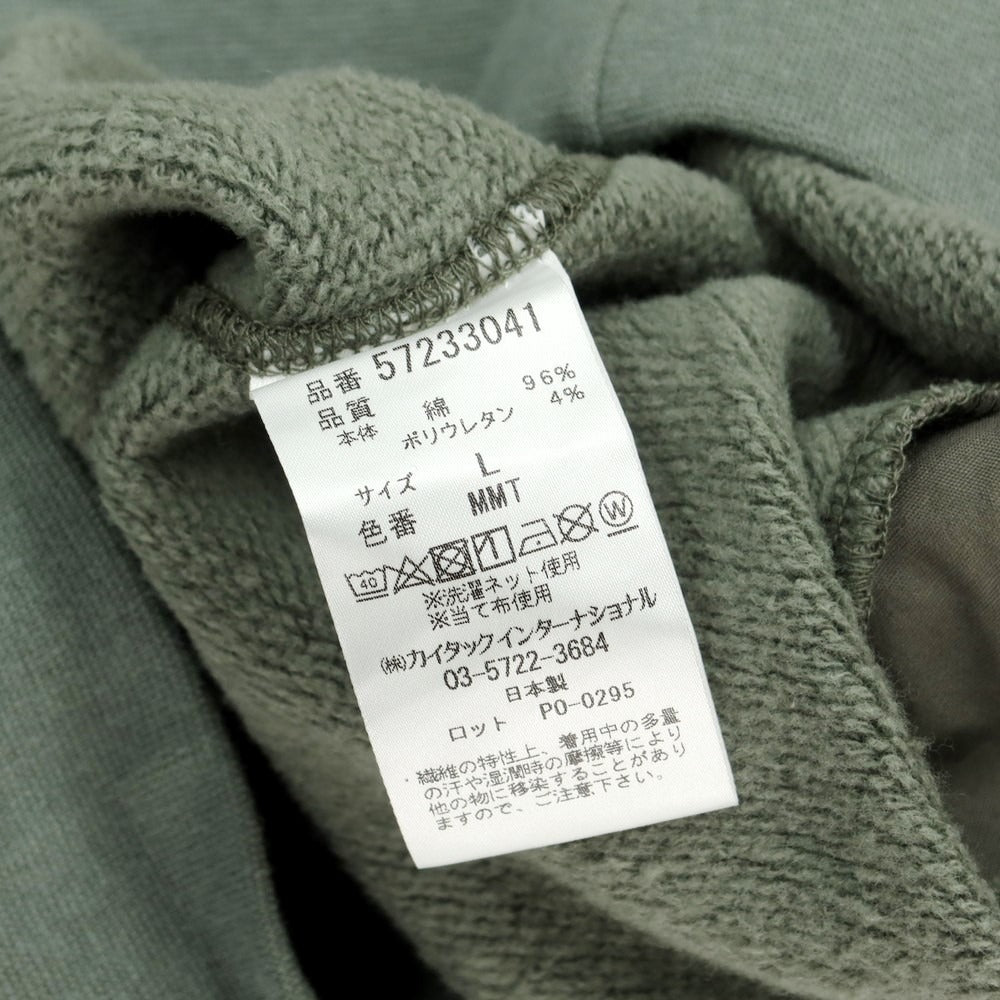 品番 57233041
品質 綿 96%
本体 ポリウレタン 4%
サイズ L
色番 MMT
40 W
※洗濯ネット使用
※当て布使用
㈱カイタックインターナショナル
03-5722-3684
日本製
ロット PO-0295
・繊維の特性上、着用中の多量
の汗や湿潤時の摩擦等により
他の物に移染することがあり
ますので、ご注意下さい。